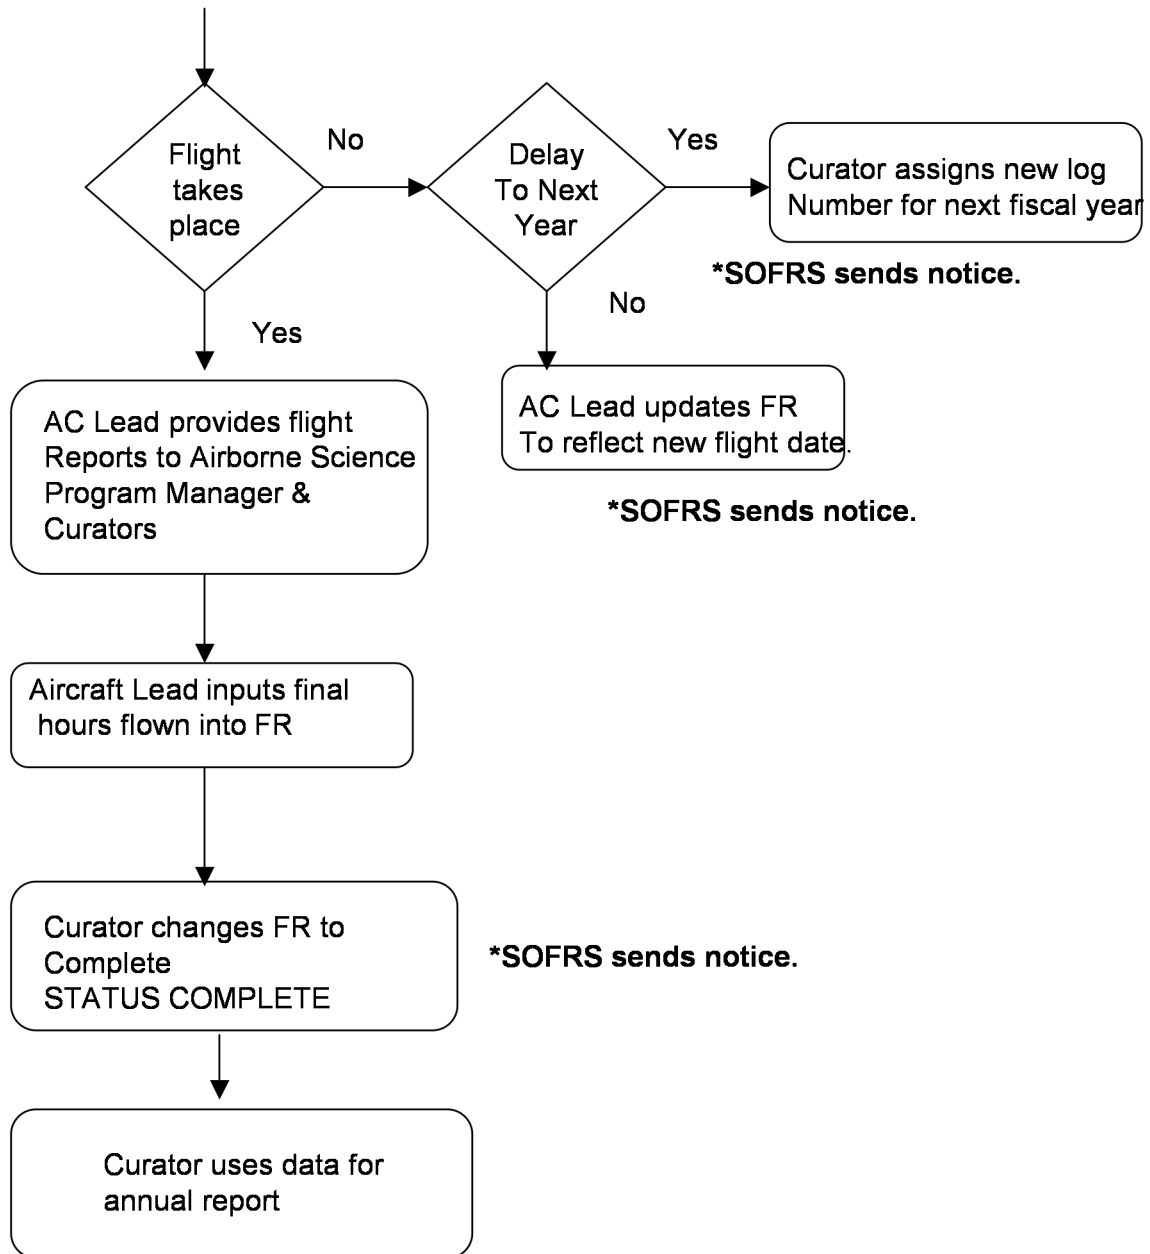 Flight
takes
place
No
Delay
To Next
Year
Yes
Curator assigns new log
Number for next fiscal year
*SOFRS sends notice.
No
Yes
AC Lead updates FR
To reflect new flight date.
*SOFRS sends notice.
AC Lead provides flight
Reports to Airborne Science
Program Manager &
Curators
Aircraft Lead inputs final
hours flown into FR
Curator changes FR to
Complete
STATUS COMPLETE
*SOFRS sends notice.
Curator uses data for
annual report